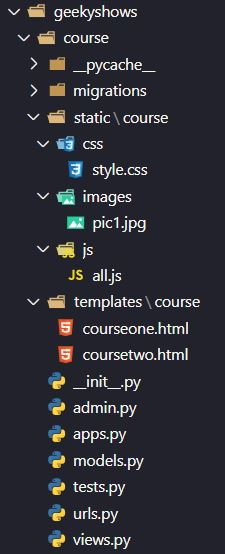 geekyshows
course
__pycache__
migrations
static \ course
css
style.css
images
pic1.jpg
js
JS all.js
templates \ course
courseone.html
coursetwo.html
__init__.py
admin.py
apps.py
models.py
tests.py
urls.py
views.py